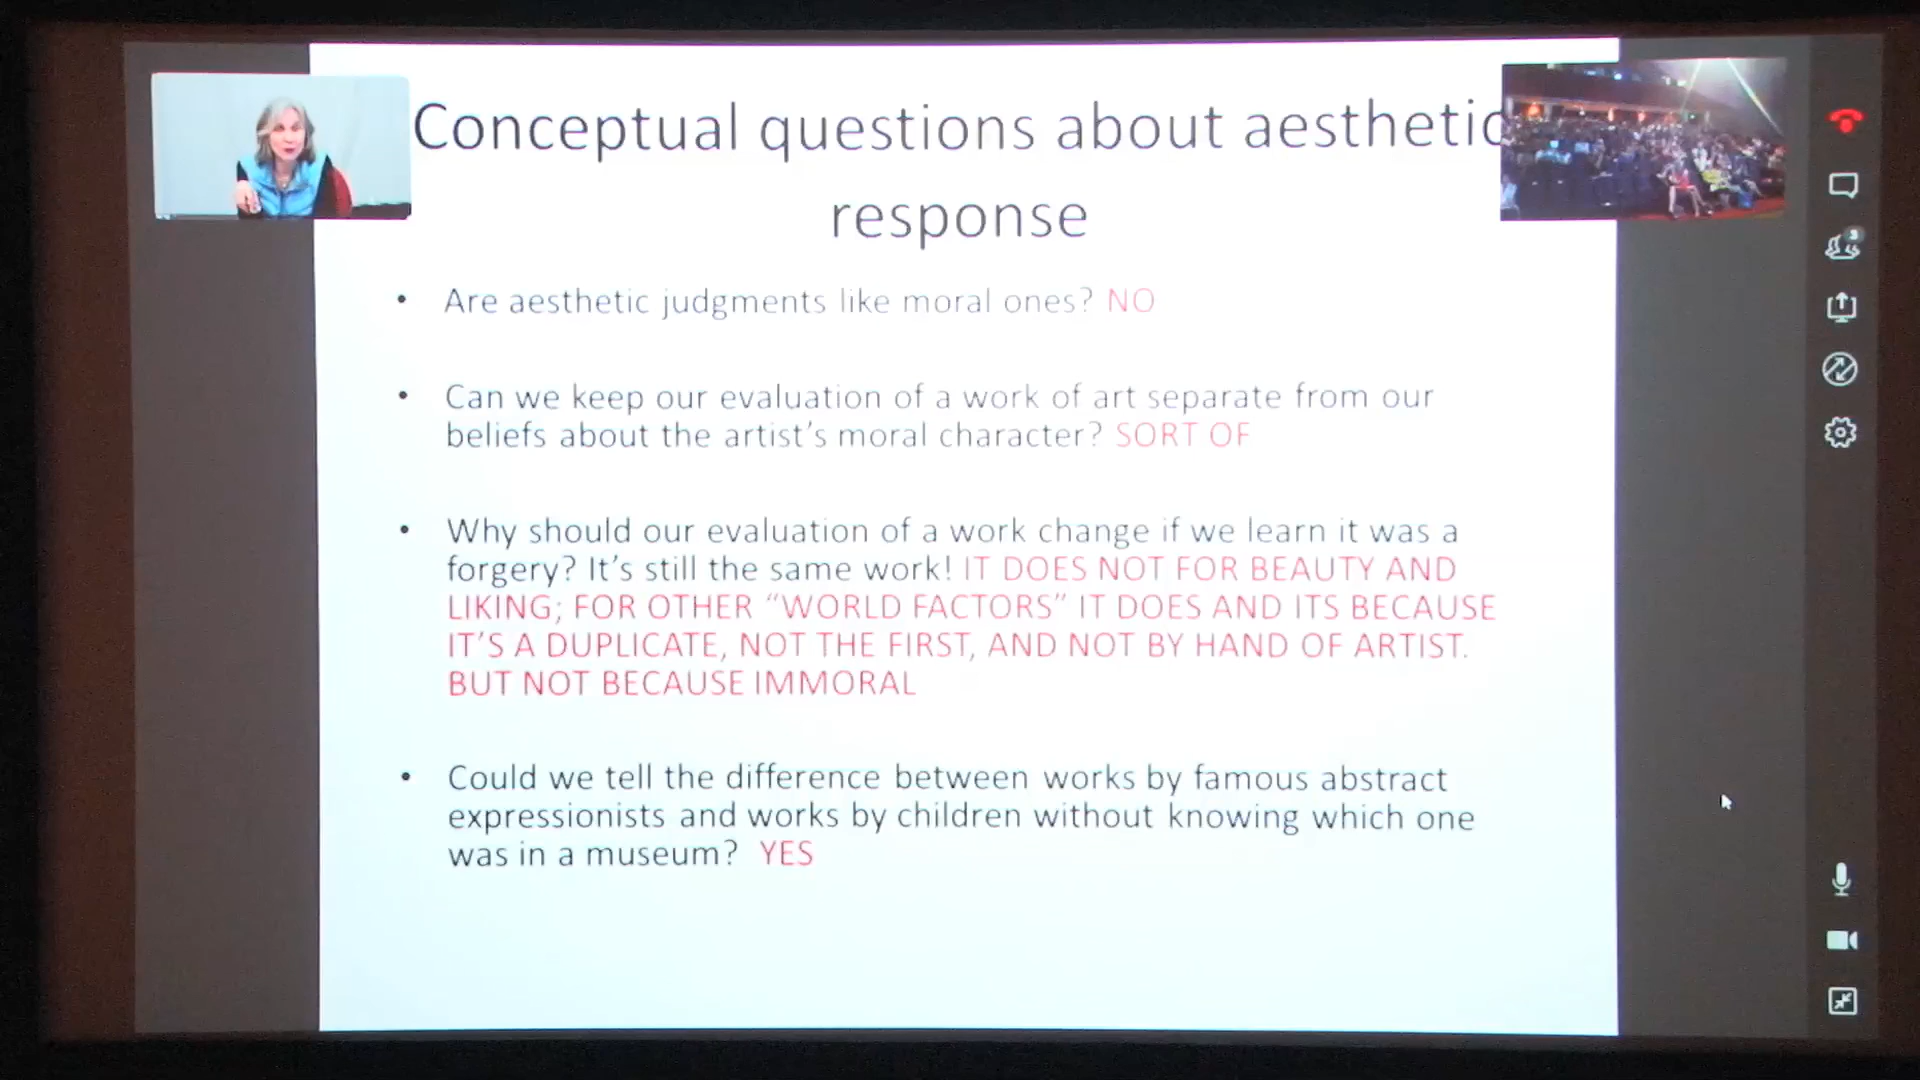 Conceptual questions about aesthetic
response
• Are aesthetic judgments like moral ones? NO
• Can we keep our evaluation of a work of art separate from our
beliefs about the artist's moral character? SORT OF
• Why should our evaluation of a work change if we learn it was a
forgery? It's still the same work! IT DOES NOT FOR BEAUTY AND
LIKING; FOR OTHER “WORLD FACTORS” IT DOES AND ITS BECAUSE
IT'S A DUPLICATE, NOT THE FIRST, AND NOT BY HAND OF ARTIST.
BUT NOT BECAUSE IMMORAL
• Could we tell the difference between works by famous abstract
expressionists and works by children without knowing which one
was in a museum? YES
3